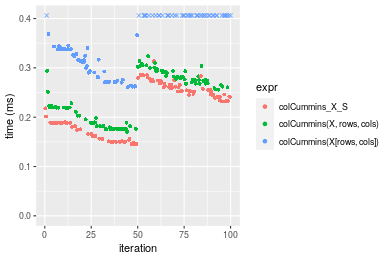 0.4
0.3
0.2
0.1
0.0
time (ms)
0
25
50
75
100
iteration
expr
colCummins_X_S
colCummins(X, rows, cols)
colCummins(X[rows, cols])